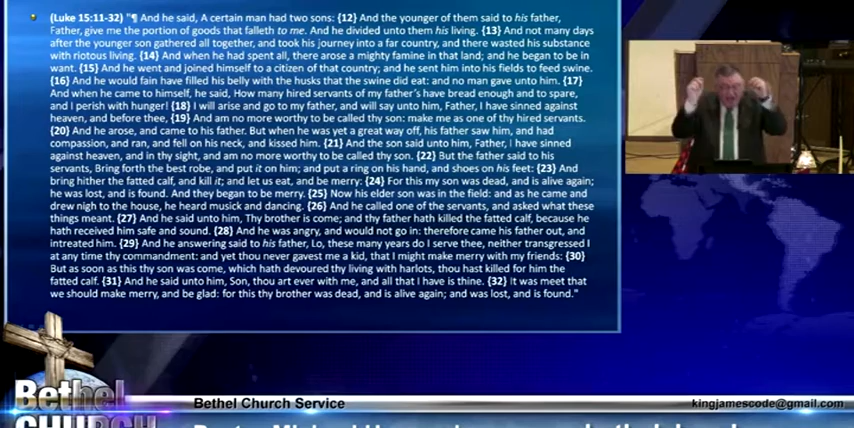 (Luke 15:11-32) "¶ And he said, A certain man had two sons: {12} And the younger of them said to his father,
Father, give me the portion of goods that falleth to me. And he divided unto them his living. {13} And not many
days after the younger son gathered all together, and took his journey into a far country, and there wasted his substance
with riotous living. {14} And when he had spent all, there arose a mighty famine in that land; and he began to be in
want. {15} And he went and joined himself to a citizen of that country; and he sent him into his fields to feed swine.
{16} And he would fain have filled his belly with the husks that the swine did eat: and no man gave unto him. {17}
And when he came to himself, he said, How many hired servants of my father's have bread enough and to spare,
and I perish with hunger! {18} I will arise and go to my father, and will say unto him, Father, I have sinned against
heaven, and before thee, {19} And am no more worthy to be called thy son: make me as one of thy hired servants.
{20} And he arose, and came to his father. But when he was yet a great way off, his father saw him, and had
compassion, and ran, and fell on his neck, and kissed him. {21} And the son said unto him, Father, I have sinned
against heaven, and in thy sight, and am no more worthy to be called thy son. {22} But the father said to his
servants, Bring forth the best robe, and put it on him; and put a ring on his hand, and shoes on his feet: {23} And
bring hither the fatted calf, and kill it; and let us eat, and be merry: {24} For this my son was dead, and is alive again;
he was lost, and is found. And they began to be merry. {25} Now his elder son was in the field: and as he came and
drew nigh to the house, he heard musick and dancing. {26} And he called one of the servants, and asked what these
things meant. {27} And he said unto him, Thy brother is come; and thy father hath killed the fatted calf, because he
hath received him safe and sound. {28} And he was angry, and would not go in: therefore came his father out, and
intreated him. {29} And he answering said to his father, Lo, these many years do I serve thee, neither transgressed I
at any time thy commandment: and yet thou never gavest me a kid, that I might make merry with my friends: {30}
But as soon as this thy son was come, which hath devoured thy living with harlots, thou hast killed for him the
fatted calf. {31} And he said unto him, Son, thou art ever with me, and all that I have is thine. {32} It was meet that
we should make merry, and be glad: for this thy brother was dead, and is alive again; and was lost, and is found."
Bethel
CHURCH
Bethel Church Service
kingjamescode@gmail.com